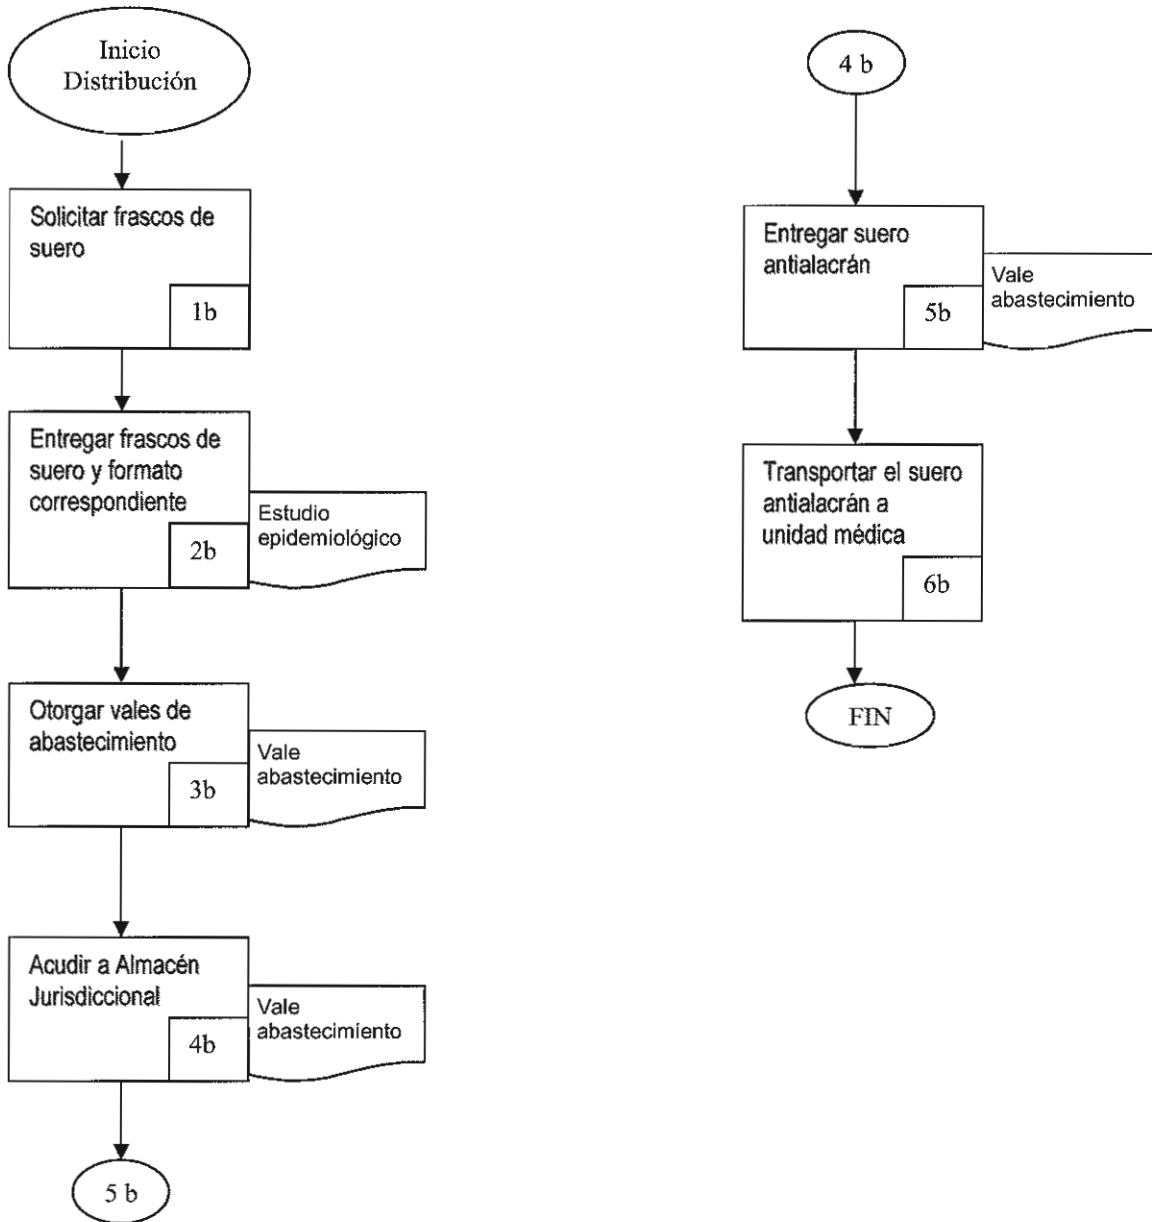 Inicio
Distribución
Solicitar frascos de
suero
1b
Entregar frascos de
suero y formato
correspondiente
2b
Estudio
epidemiológico
Otorgar vales de
abastecimiento
3b
Vale
abastecimiento
Acudir a Almacén
Jurisdiccional
4b
Vale
abastecimiento
5 b
4 b
Entregar suero
antialacrán
5b
Vale
abastecimiento
Transportar el suero
antialacrán a
unidad médica
6b
FIN